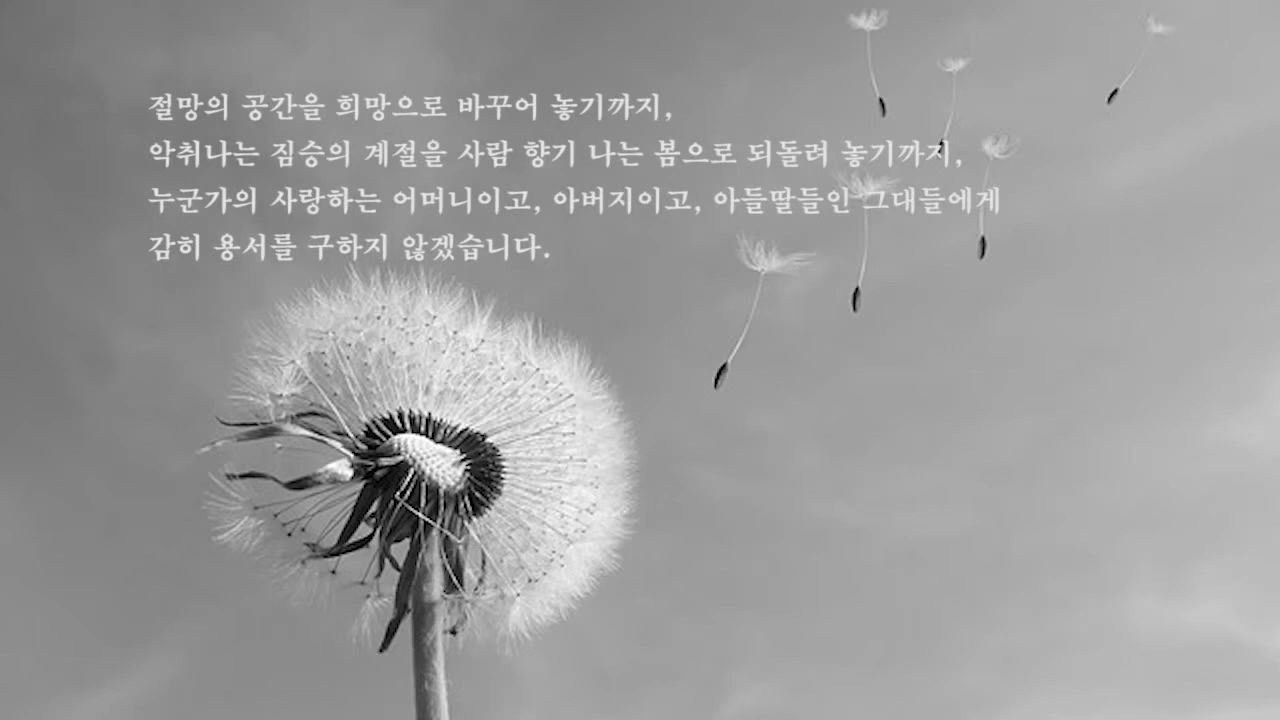 절망의 공간을 희망으로 바꾸어 놓기까지,
악취나는 짐승의 계절을 사람 향기 나는 봄으로 되돌려 놓기까지,
누군가의 사랑하는 어머니이고, 아버지이고, 아들딸들인 그대들에게
감히 용서를 구하지 않겠습니다.